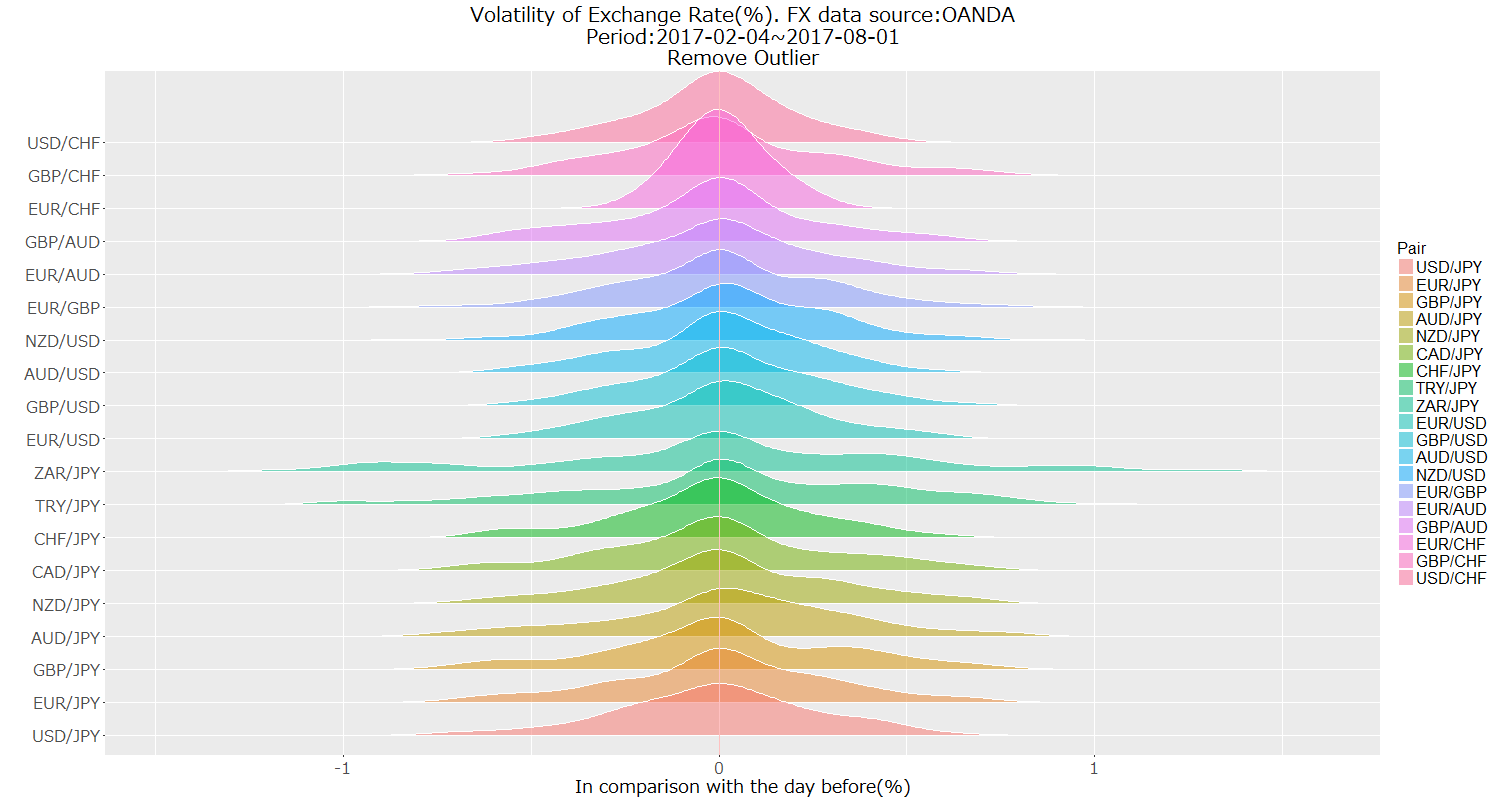 Volatility of Exchange Rate(%). FX data source:OANDA
Period:2017-02-04~2017-08-01
Remove Outlier
USD/CHF
GBP/CHF
EUR/CHF
GBP/AUD
EUR/AUD
EUR/GBP
NZD/USD
AUD/USD
GBP/USD
EUR/USD
ZAR/JPY
TRY/JPY
CHF/JPY
CAD/JPY
NZD/JPY
AUD/JPY
GBP/JPY
EUR/JPY
USD/JPY
-1 0 1
In comparison with the day before(%)
Pair
USD/JPY
EUR/JPY
GBP/JPY
AUD/JPY
NZD/JPY
CAD/JPY
CHF/JPY
TRY/JPY
ZAR/JPY
EUR/USD
GBP/USD
AUD/USD
NZD/USD
EUR/GBP
EUR/AUD
GBP/AUD
EUR/CHF
GBP/CHF
USD/CHF